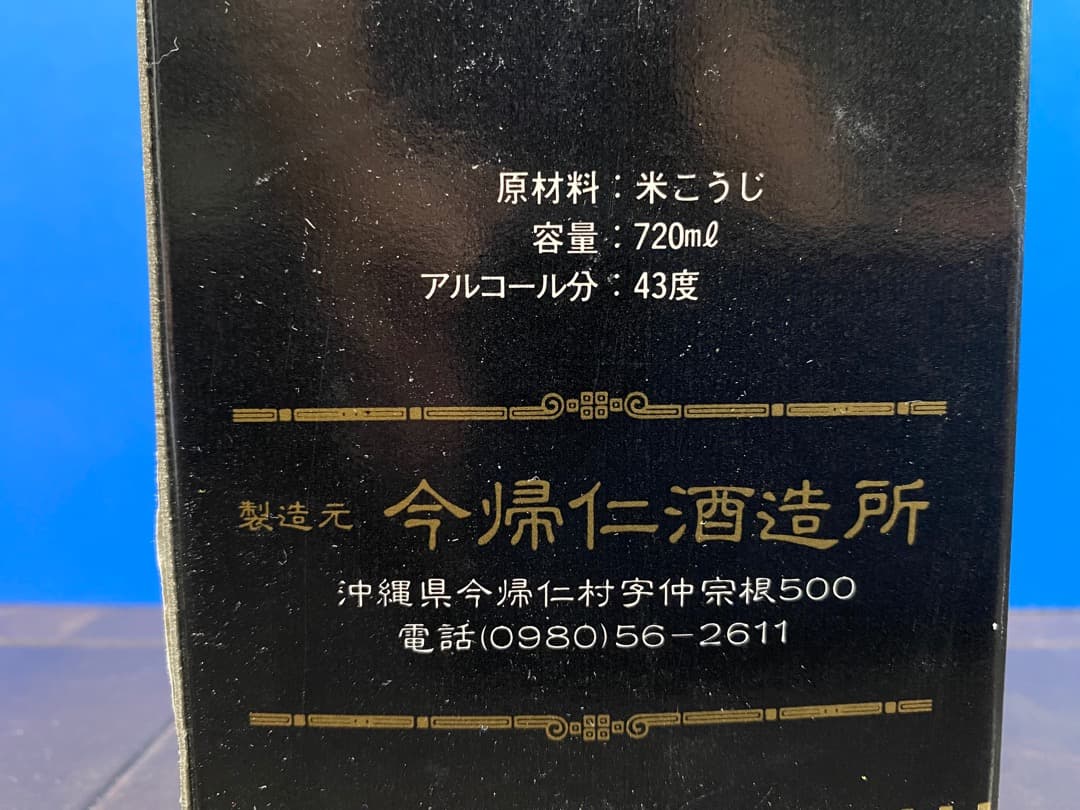 原材料：米こうじ
容量：720mℓ
アルコール分：43度
製造元 今帰仁酒造所
沖縄県今帰仁村字仲宗根500
電話(0980)56−2611